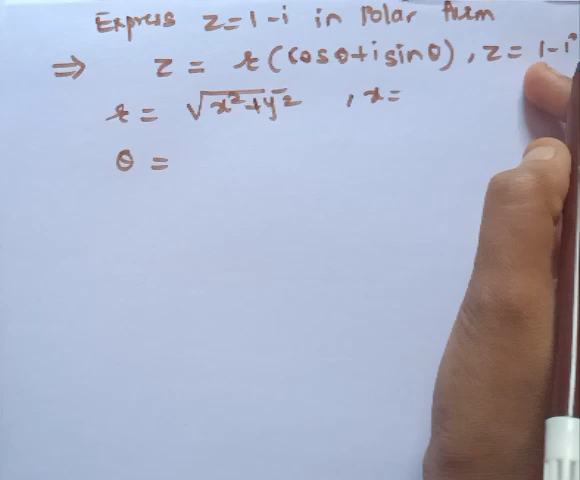 Express z=1-i in Polar form
⇒ z = r(cosθ+isinθ), z= 1-i
r = √x²+y² , x=
θ =